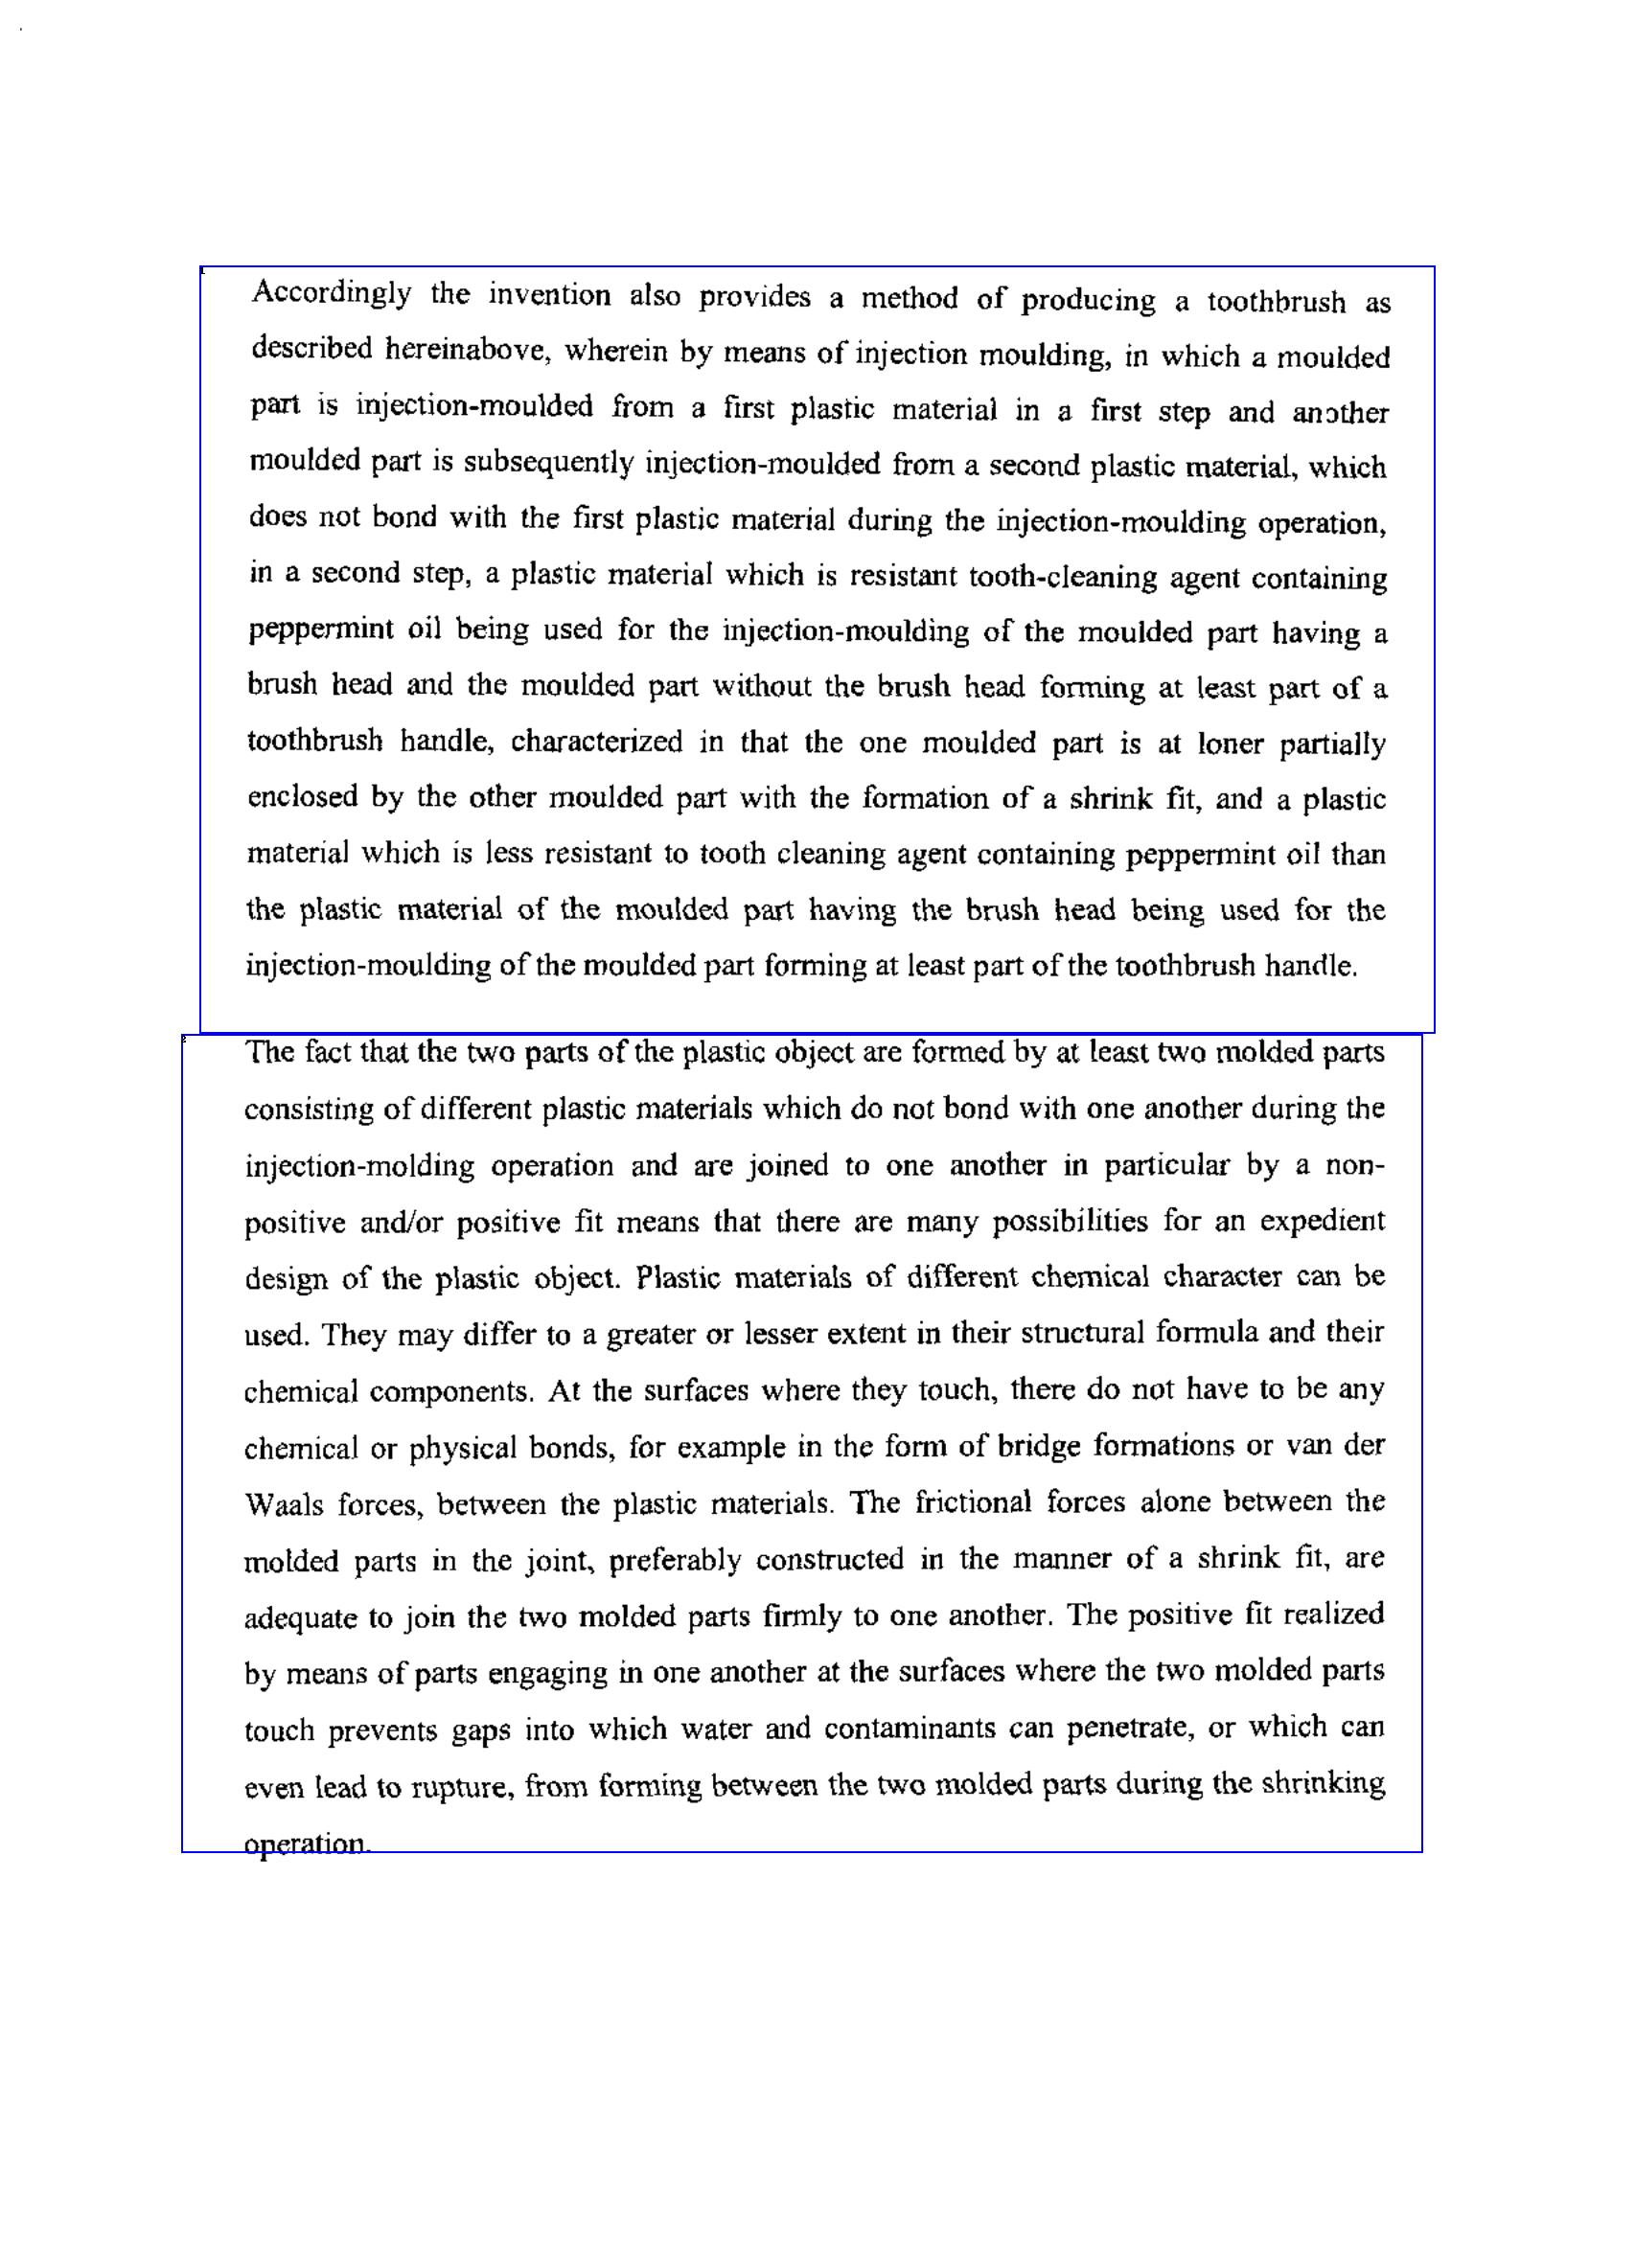 Accordingly the invention also provides a method of producing a toothbrush as
described hereinabove, wherein by means of injection moulding, in which a moulded
part is injection-moulded from a first plastic material in a first step and another
moulded part is subsequently injection-moulded from a second plastic material, which
does not bond with the first plastic material during the injection-moulding operation,
in a second step, a plastic material which is resistant tooth-cleaning agent containing
peppermint oil being used for the injection-moulding of the moulded part having a
brush head and the moulded part without the brush head forming at least part of a
toothbrush handle, characterized in that the one moulded part is at loner partially
enclosed by the other moulded part with the formation of a shrink fit, and a plastic
material which is less resistant to tooth cleaning agent containing peppermint oil than
the plastic material of the moulded part having the brush head being used for the
injection-moulding of the moulded part forming at least part of the toothbrush handle.
The fact that the two parts of the plastic object are formed by at least two molded parts
consisting of different plastic materials which do not bond with one another during the
injection-molding operation and are joined to one another in particular by a non-
positive and/or positive fit means that there are many possibilities for an expedient
design of the plastic object. Plastic materials of different chemical character can be
used. They may differ to a greater or lesser extent in their structural formula and their
chemical components. At the surfaces where they touch, there do not have to be any
chemical or physical bonds, for example in the form of bridge formations or van der
Waals forces, between the plastic materials. The frictional forces alone between the
molded parts in the joint, preferably constructed in the manner of a shrink fit, are
adequate to join the two molded parts firmly to one another. The positive fit realized
by means of parts engaging in one another at the surfaces where the two molded parts
touch prevents gaps into which water and contaminants can penetrate, or which can
even lead to rupture, from forming between the two molded parts during the shrinking
operation.